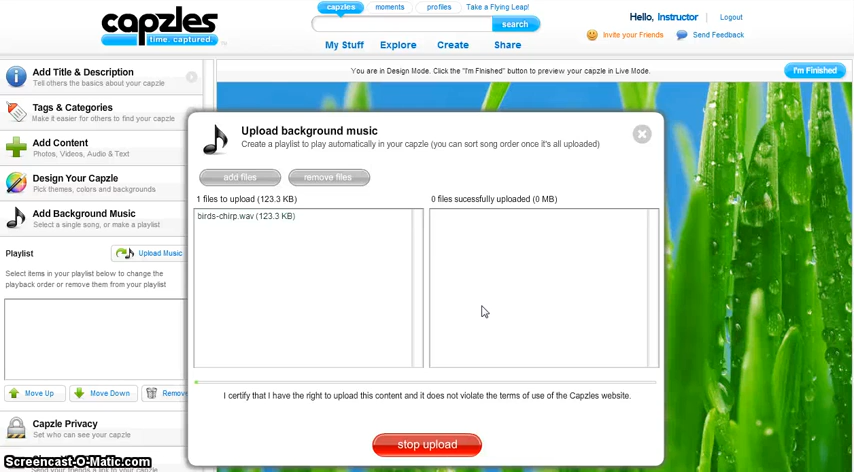 capzles
moments
profiles
Take a Flying Leap!
capzles
time. captured.
search
Hello, Instructor
Logout
Invite your Friends
Send Feedback
My Stuff
Explore
Create
Share
Add Title & Description
Tell others the basics about your capzle
You are in Design Mode. Click the "I'm Finished" button to preview your capzle in Live Mode.
I'm Finished
Tags & Categories
Make it easier for others to find your capzle
Add Content
Photos, Videos, Audio & Text
Design Your Capzle
Pick themes, colors and backgrounds
Add Background Music
Select a single song, or make a playlist
Playlist
Upload Music
Select items in your playlist below to change the
playback order or remove them from your playlist
Move Up
Move Down
Remove
Capzle Privacy
Set who can see your capzle
Upload background music
Create a playlist to play automatically in your capzle (you can sort song order once it's all uploaded)
add files
remove files
1 files to upload (123.3 KB)
0 files sucessfully uploaded (0 MB)
birds-chirp.wav (123.3 KB)
I certify that I have the right to upload this content and it does not violate the terms of use of the Capzles website.
stop upload
Screencast-O-Matic.com